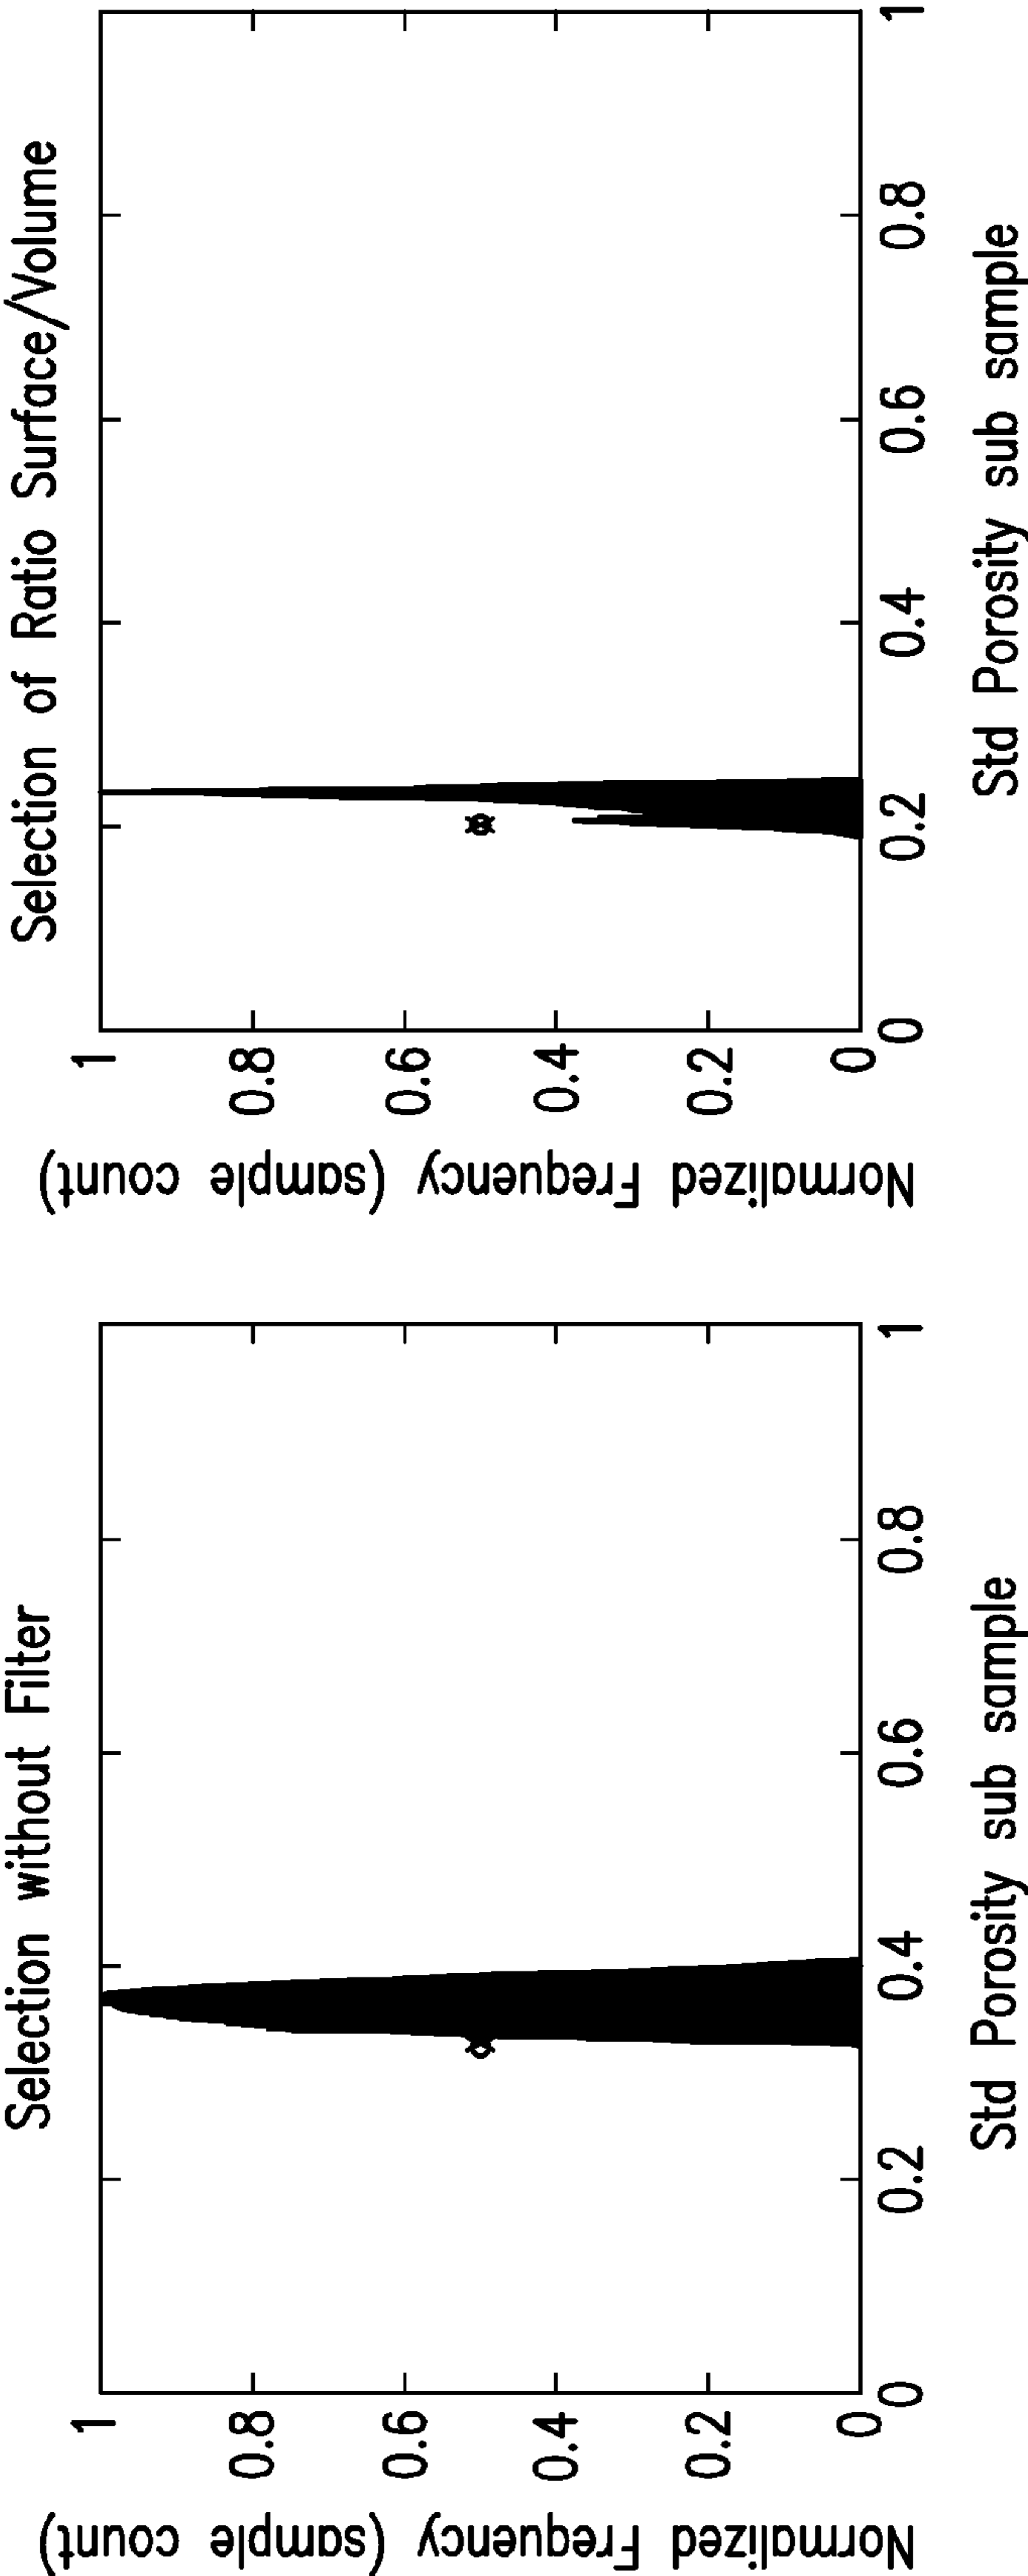 Selection without Filter
Normalized Frequency (sample count)
1
0.8
0.6
0.4
0.2
0
0 0.2 0.4 0.6 0.8 1
Std Porosity sub sample
Selection of Ratio Surface/Volume
Normalized Frequency (sample count)
1
0.8
0.6
0.4
0.2
0
0 0.2 0.4 0.6 0.8 1
Std Porosity sub sample